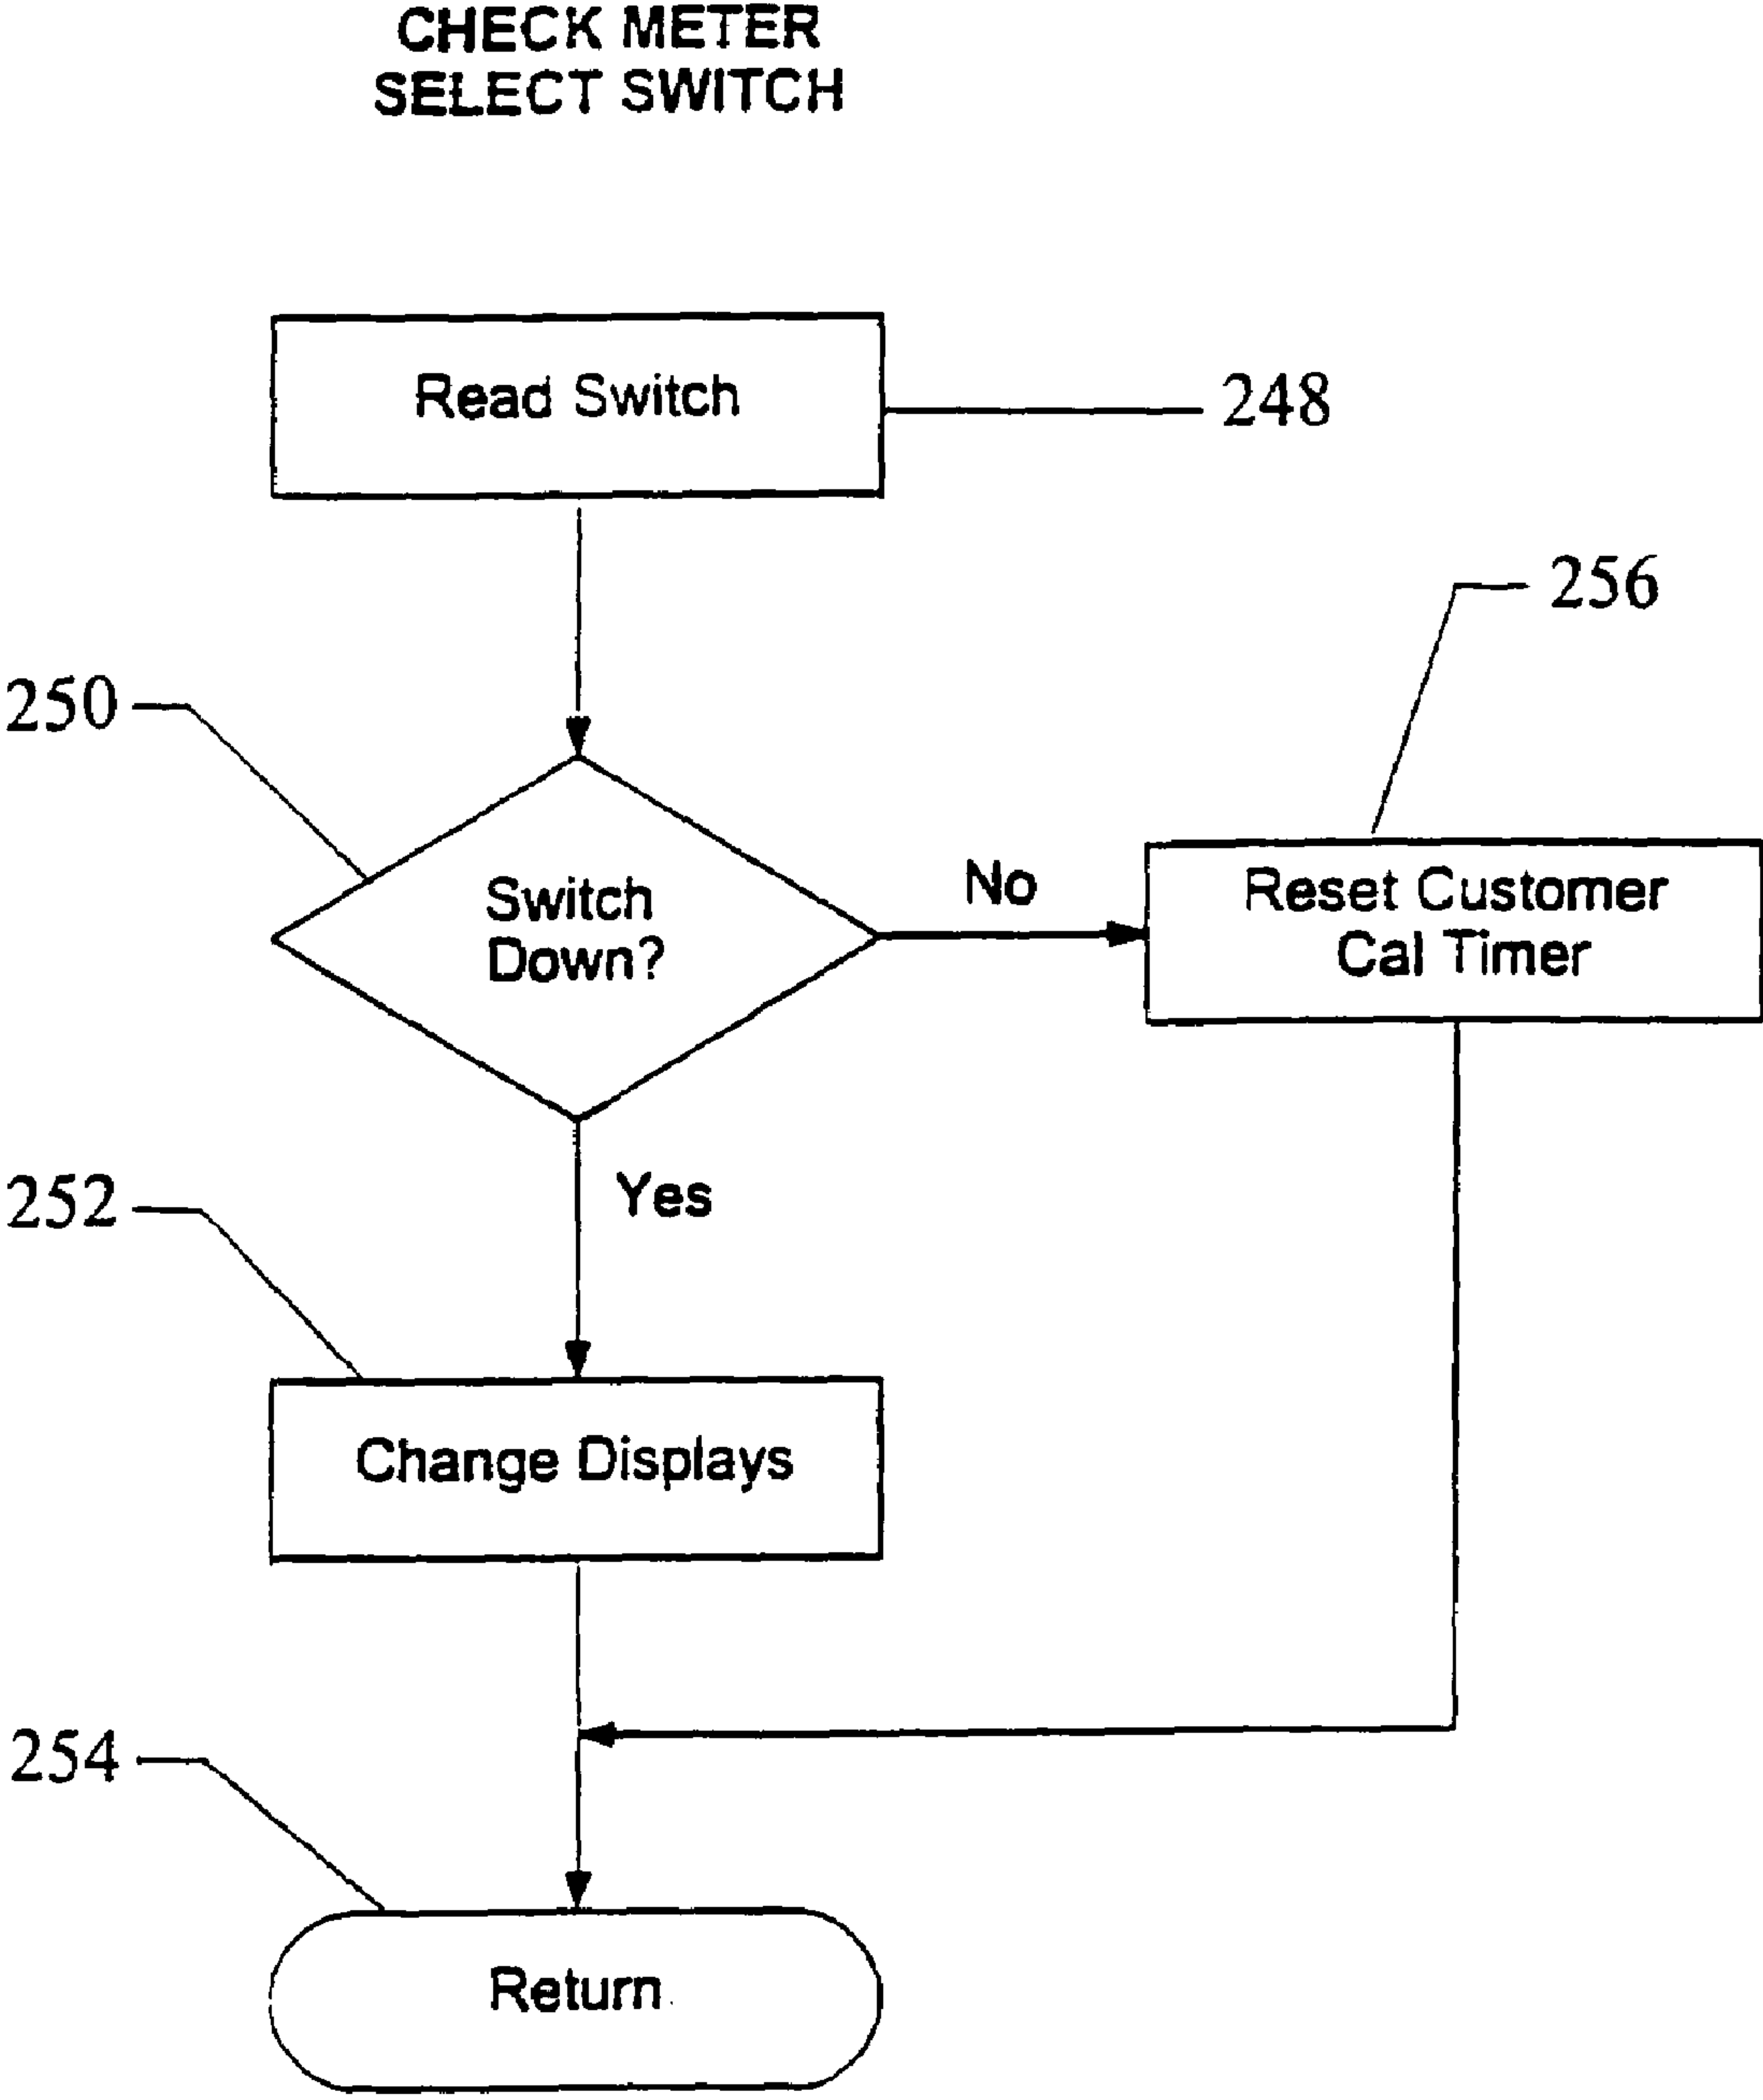 CHECK METER
SELECT SWITCH
Read Switch
248
256
250
Switch
Down?
No
Reset Customer
Cal Timer
Yes
252
Change Displays
254
Return